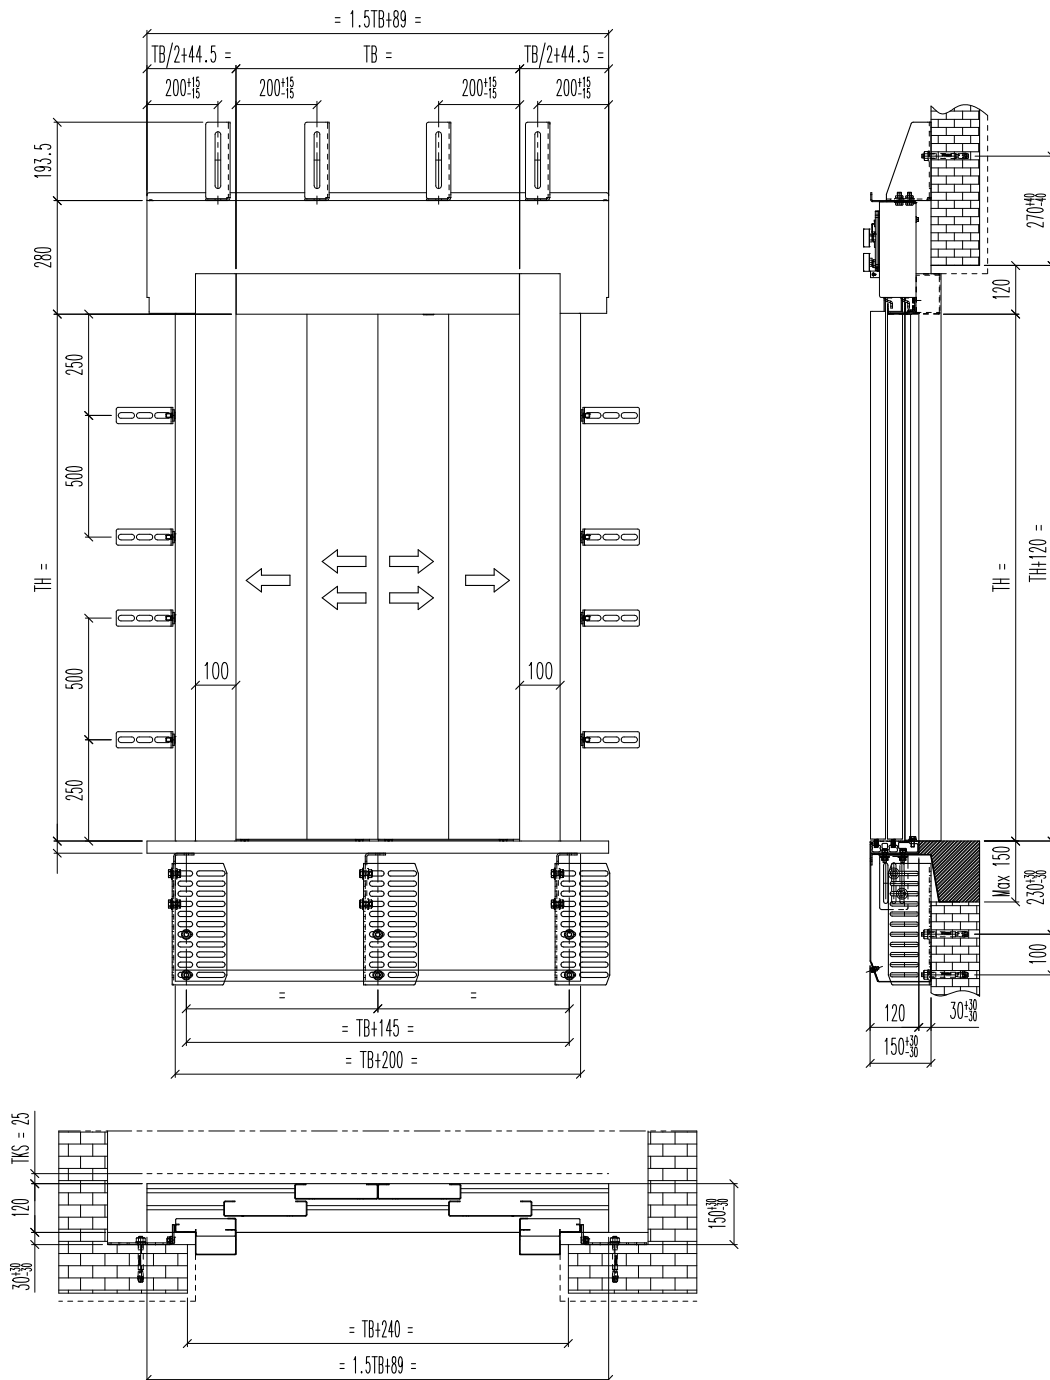 = 1.5TB+89 =
TB/2+44.5 =
TB =
TB/2+44.5 =
200+15-15
200+15-15
200+15-15
200+15-15
193.5
280
250
500
TH =
500
250
100
100
=
=
= TB+145 =
= TB+200 =
270+40-40
120
TH =
TH+120 =
Max 150
230+30-30
100
120
30+30-30
150+30-30
TKS = 25
120
30+30-30
150+30-30
= TB+240 =
= 1.5TB+89 =